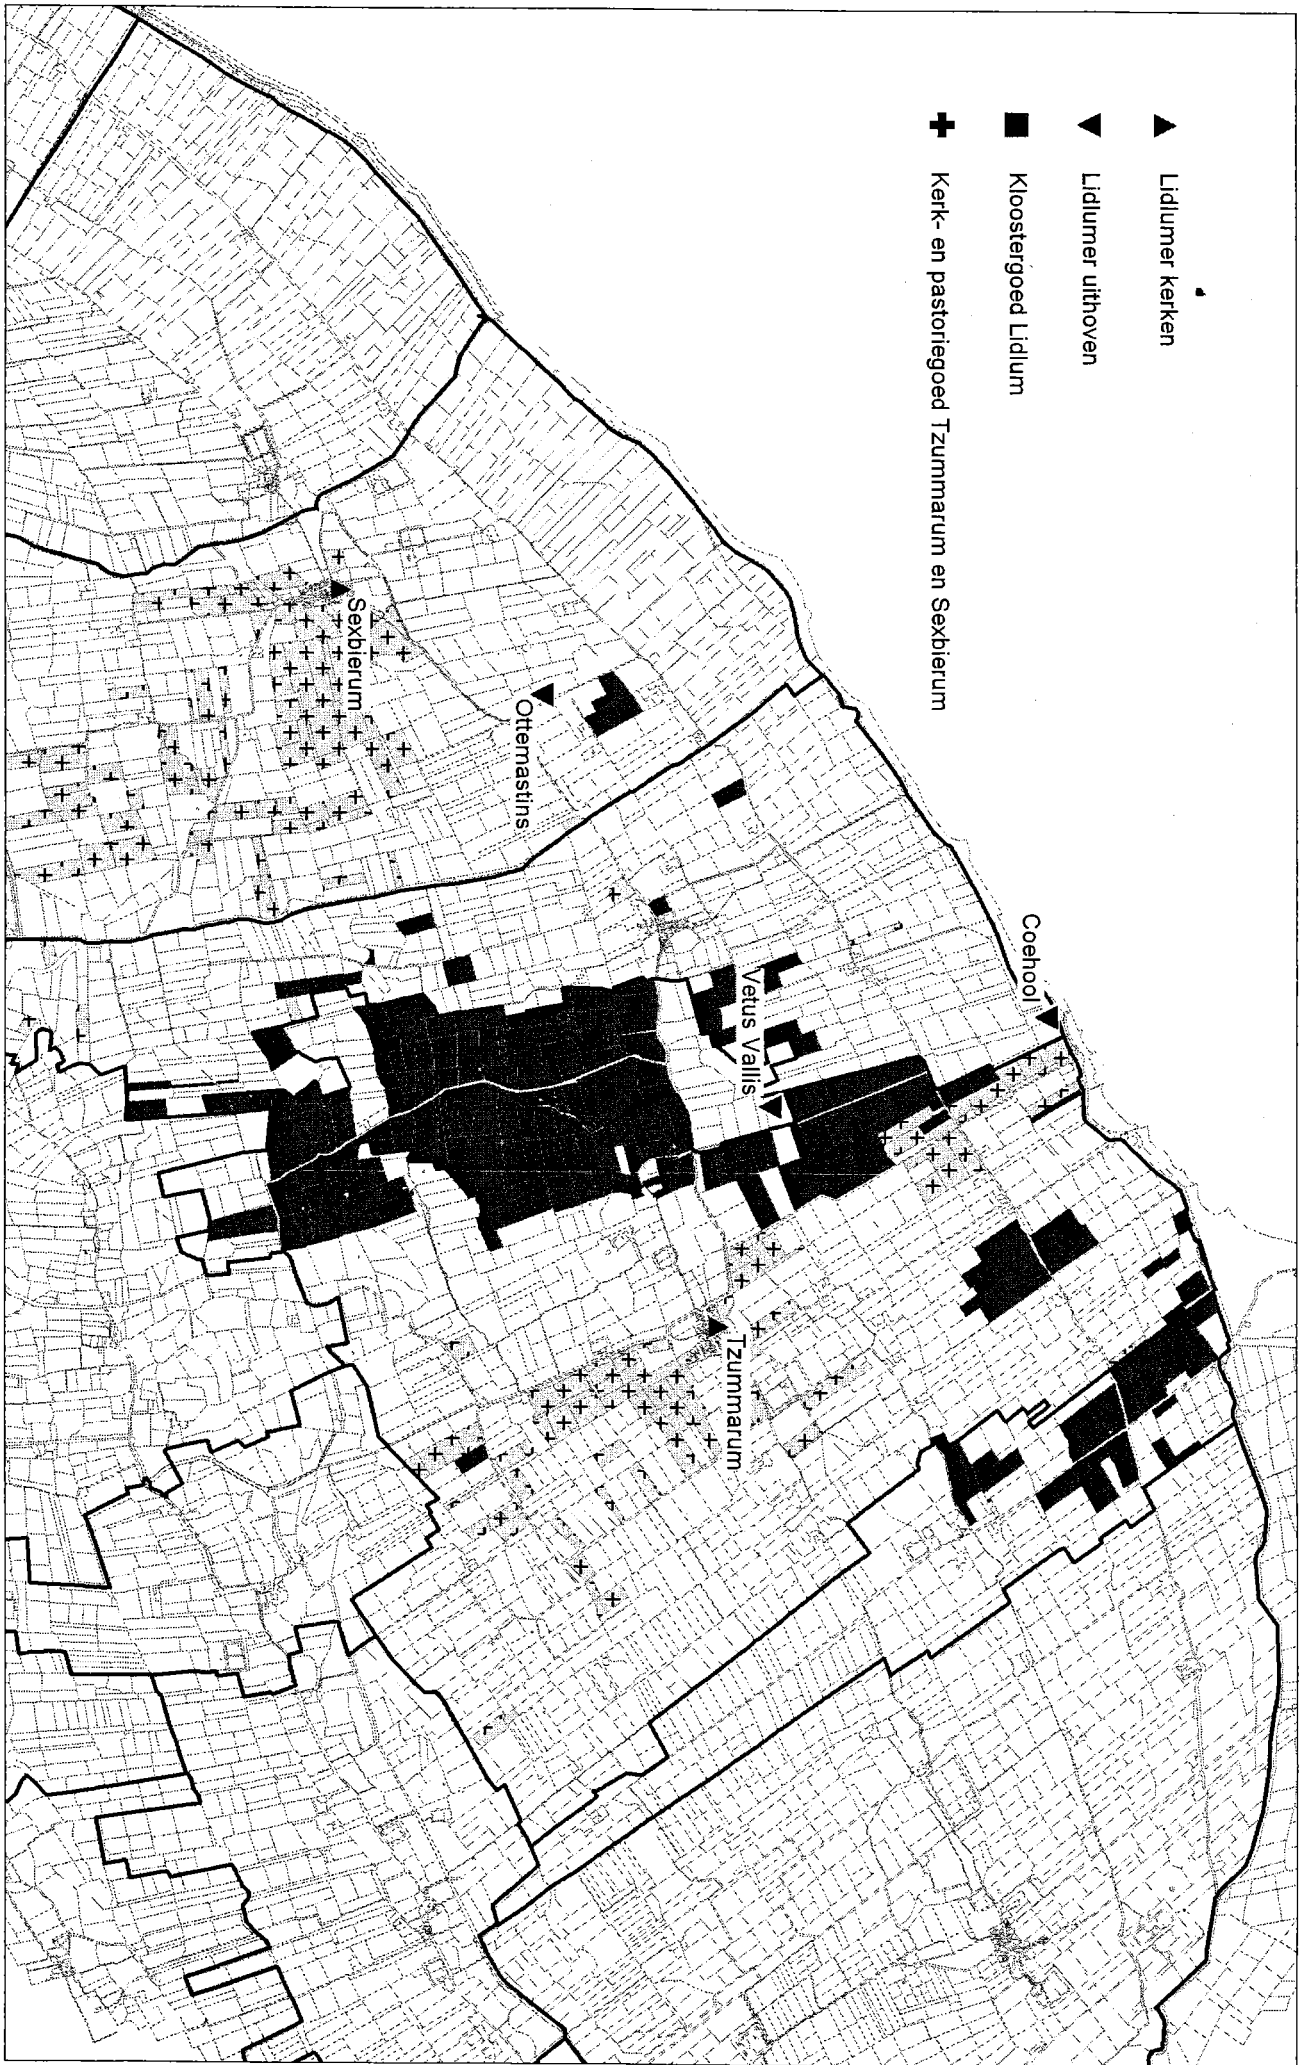 Lidlumer kerken
Lidlumer uithoven
Kloostergoed Lidlum
Kerk- en pastoriegoed Tzummarum en Sexbierum
Coehool
Vetus Vallis
Tzummarum
Ottemastins
Sexbierum